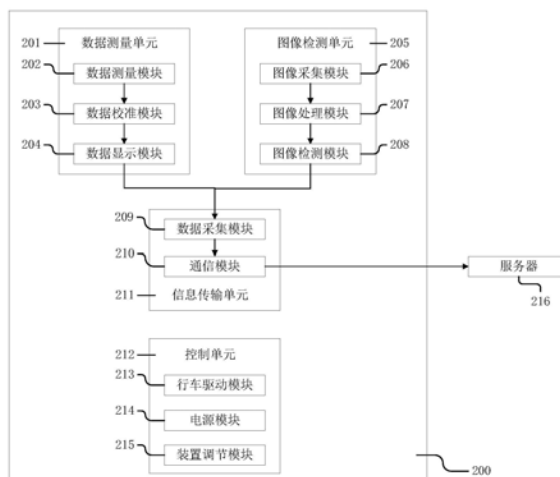 201
数据测量单元
202
数据测量模块
203
数据校准模块
204
数据显示模块
图像检测单元
205
图像采集模块
206
图像处理模块
207
图像检测模块
208
209
数据采集模块
210
通信模块
211
信息传输单元
服务器
216
212
控制单元
213
行车驱动模块
214
电源模块
215
装置调节模块
200